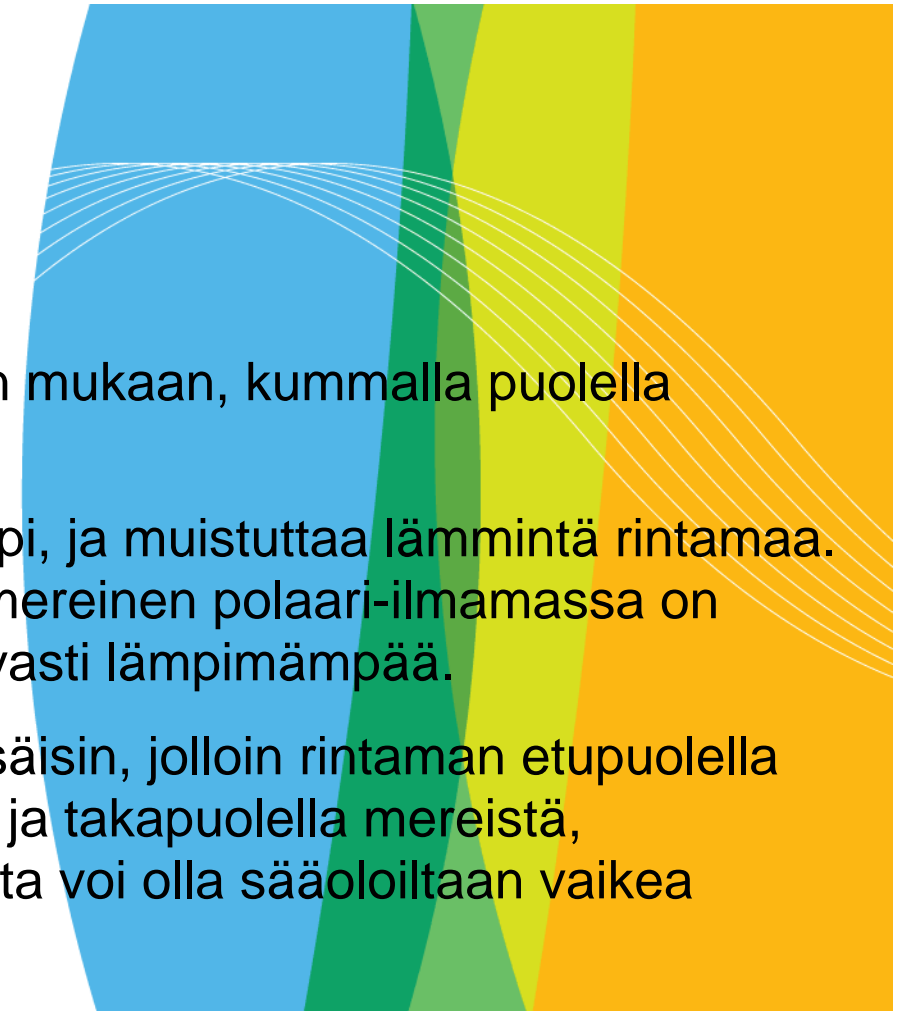 n mukaan, kummalla puolella
pi, ja muistuttaa lämmintä rintamaa.
mereinen polaari-ilmamassa on
vasti lämpimämpää.
säisin, jolloin rintaman etupuolella
ja takapuolella mereistä,
ta voi olla sääoloiltaan vaikea